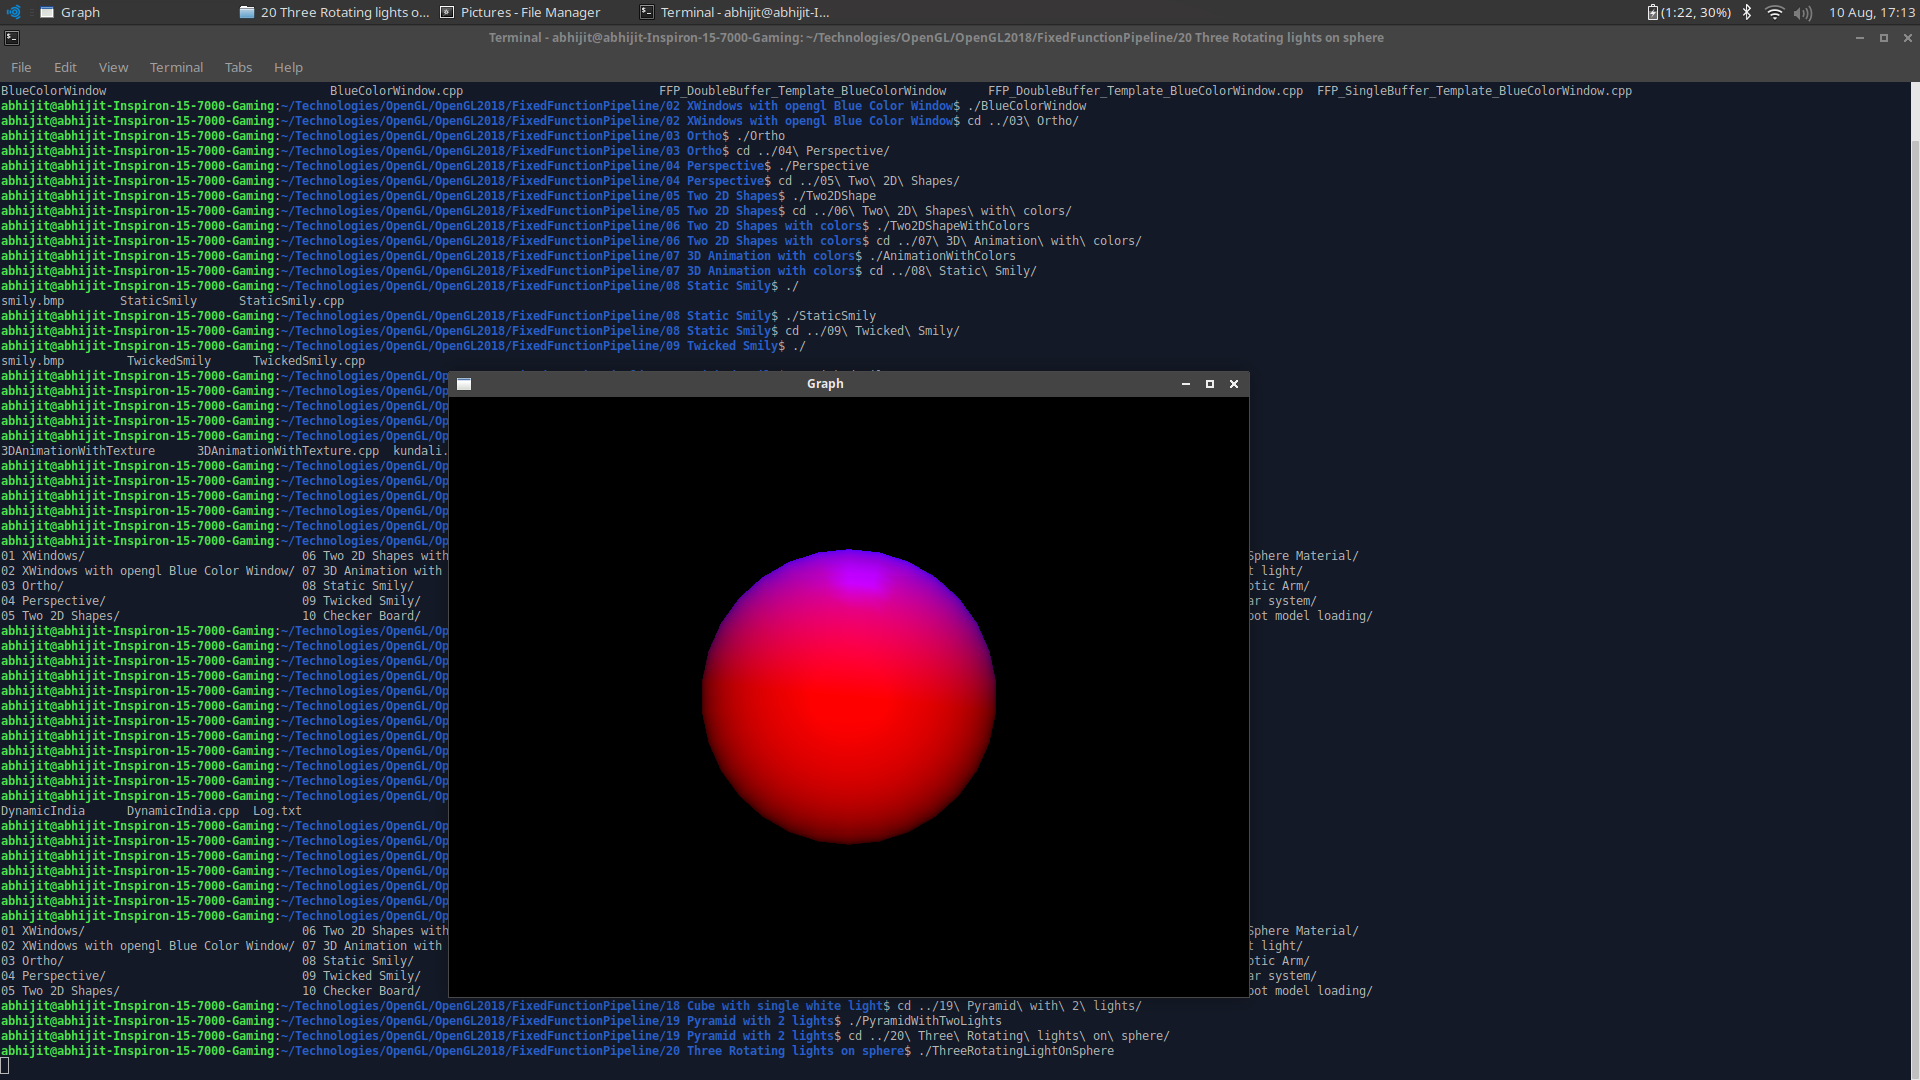 Graph
20 Three Rotating lights o...
Pictures - File Manager
Terminal - abhijit@abhijit-I...
(1:22, 30%)
10 Aug, 17:13
Terminal - abhijit@abhijit-Inspiron-15-7000-Gaming: ~/Technologies/OpenGL/OpenGL2018/FixedFunctionPipeline/20 Three Rotating lights on sphere
File Edit View Terminal Tabs Help
BlueColorWindow BlueColorWindow.cpp FFP_DoubleBuffer_Template_BlueColorWindow FFP_DoubleBuffer_Template_BlueColorWindow.cpp FFP_SingleBuffer_Template_BlueColorWindow.cpp
abhijit@abhijit-Inspiron-15-7000-Gaming:~/Technologies/OpenGL/OpenGL2018/FixedFunctionPipeline/02 XWindows with opengl Blue Color Window$ ./BlueColorWindow
abhijit@abhijit-Inspiron-15-7000-Gaming:~/Technologies/OpenGL/OpenGL2018/FixedFunctionPipeline/02 XWindows with opengl Blue Color Window$ cd ../03\ Ortho/
abhijit@abhijit-Inspiron-15-7000-Gaming:~/Technologies/OpenGL/OpenGL2018/FixedFunctionPipeline/03 Ortho$ ./Ortho
abhijit@abhijit-Inspiron-15-7000-Gaming:~/Technologies/OpenGL/OpenGL2018/FixedFunctionPipeline/03 Ortho$ cd ../04\ Perspective/
abhijit@abhijit-Inspiron-15-7000-Gaming:~/Technologies/OpenGL/OpenGL2018/FixedFunctionPipeline/04 Perspective$ ./Perspective
abhijit@abhijit-Inspiron-15-7000-Gaming:~/Technologies/OpenGL/OpenGL2018/FixedFunctionPipeline/04 Perspective$ cd ../05\ Two\ 2D\ Shapes/
abhijit@abhijit-Inspiron-15-7000-Gaming:~/Technologies/OpenGL/OpenGL2018/FixedFunctionPipeline/05 Two 2D Shapes$ ./Two2DShape
abhijit@abhijit-Inspiron-15-7000-Gaming:~/Technologies/OpenGL/OpenGL2018/FixedFunctionPipeline/05 Two 2D Shapes$ cd ../06\ Two\ 2D\ Shapes\ with\ colors/
abhijit@abhijit-Inspiron-15-7000-Gaming:~/Technologies/OpenGL/OpenGL2018/FixedFunctionPipeline/06 Two 2D Shapes with colors$ ./Two2DShapeWithColors
abhijit@abhijit-Inspiron-15-7000-Gaming:~/Technologies/OpenGL/OpenGL2018/FixedFunctionPipeline/06 Two 2D Shapes with colors$ cd ../07\ 3D\ Animation\ with\ colors/
abhijit@abhijit-Inspiron-15-7000-Gaming:~/Technologies/OpenGL/OpenGL2018/FixedFunctionPipeline/07 3D Animation with colors$ ./AnimationWithColors
abhijit@abhijit-Inspiron-15-7000-Gaming:~/Technologies/OpenGL/OpenGL2018/FixedFunctionPipeline/07 3D Animation with colors$ cd ../08\ Static\ Smily/
abhijit@abhijit-Inspiron-15-7000-Gaming:~/Technologies/OpenGL/OpenGL2018/FixedFunctionPipeline/08 Static Smily$ ./
smily.bmp StaticSmily StaticSmily.cpp
abhijit@abhijit-Inspiron-15-7000-Gaming:~/Technologies/OpenGL/OpenGL2018/FixedFunctionPipeline/08 Static Smily$ ./StaticSmily
abhijit@abhijit-Inspiron-15-7000-Gaming:~/Technologies/OpenGL/OpenGL2018/FixedFunctionPipeline/08 Static Smily$ cd ../09\ Twicked\ Smily/
abhijit@abhijit-Inspiron-15-7000-Gaming:~/Technologies/OpenGL/OpenGL2018/FixedFunctionPipeline/09 Twicked Smily$ ./
smily.bmp TwickedSmily TwickedSmily.cpp
abhijit@abhijit-Inspiron-15-7000-Gaming:~/Technologies/OpenGL/Op
Graph
abhijit@abhijit-Inspiron-15-7000-Gaming:~/Technologies/OpenGL/Op
abhijit@abhijit-Inspiron-15-7000-Gaming:~/Technologies/OpenGL/Op
abhijit@abhijit-Inspiron-15-7000-Gaming:~/Technologies/OpenGL/Op
abhijit@abhijit-Inspiron-15-7000-Gaming:~/Technologies/OpenGL/Op
3DAnimationWithTexture 3DAnimationWithTexture.cpp kundali.
abhijit@abhijit-Inspiron-15-7000-Gaming:~/Technologies/OpenGL/Op
abhijit@abhijit-Inspiron-15-7000-Gaming:~/Technologies/OpenGL/Op
abhijit@abhijit-Inspiron-15-7000-Gaming:~/Technologies/OpenGL/Op
abhijit@abhijit-Inspiron-15-7000-Gaming:~/Technologies/OpenGL/Op
abhijit@abhijit-Inspiron-15-7000-Gaming:~/Technologies/OpenGL/Op
abhijit@abhijit-Inspiron-15-7000-Gaming:~/Technologies/OpenGL/Op
01 XWindows/ 06 Two 2D Shapes with Sphere Material/
02 XWindows with opengl Blue Color Window/ 07 3D Animation with t light/
03 Ortho/ 08 Static Smily/ otic Arm/
04 Perspective/ 09 Twicked Smily/ ar system/
05 Two 2D Shapes/ 10 Checker Board/ oot model loading/
abhijit@abhijit-Inspiron-15-7000-Gaming:~/Technologies/OpenGL/Op
abhijit@abhijit-Inspiron-15-7000-Gaming:~/Technologies/OpenGL/Op
abhijit@abhijit-Inspiron-15-7000-Gaming:~/Technologies/OpenGL/Op
abhijit@abhijit-Inspiron-15-7000-Gaming:~/Technologies/OpenGL/Op
abhijit@abhijit-Inspiron-15-7000-Gaming:~/Technologies/OpenGL/Op
abhijit@abhijit-Inspiron-15-7000-Gaming:~/Technologies/OpenGL/Op
abhijit@abhijit-Inspiron-15-7000-Gaming:~/Technologies/OpenGL/Op
abhijit@abhijit-Inspiron-15-7000-Gaming:~/Technologies/OpenGL/Op
abhijit@abhijit-Inspiron-15-7000-Gaming:~/Technologies/OpenGL/Op
abhijit@abhijit-Inspiron-15-7000-Gaming:~/Technologies/OpenGL/Op
abhijit@abhijit-Inspiron-15-7000-Gaming:~/Technologies/OpenGL/Op
abhijit@abhijit-Inspiron-15-7000-Gaming:~/Technologies/OpenGL/Op
DynamicIndia DynamicIndia.cpp Log.txt
abhijit@abhijit-Inspiron-15-7000-Gaming:~/Technologies/OpenGL/Op
abhijit@abhijit-Inspiron-15-7000-Gaming:~/Technologies/OpenGL/Op
abhijit@abhijit-Inspiron-15-7000-Gaming:~/Technologies/OpenGL/Op
abhijit@abhijit-Inspiron-15-7000-Gaming:~/Technologies/OpenGL/Op
abhijit@abhijit-Inspiron-15-7000-Gaming:~/Technologies/OpenGL/Op
abhijit@abhijit-Inspiron-15-7000-Gaming:~/Technologies/OpenGL/Op
abhijit@abhijit-Inspiron-15-7000-Gaming:~/Technologies/OpenGL/Op
01 XWindows/ 06 Two 2D Shapes with Sphere Material/
02 XWindows with opengl Blue Color Window/ 07 3D Animation with t light/
03 Ortho/ 08 Static Smily/ otic Arm/
04 Perspective/ 09 Twicked Smily/ ar system/
05 Two 2D Shapes/ 10 Checker Board/ oot model loading/
abhijit@abhijit-Inspiron-15-7000-Gaming:~/Technologies/OpenGL/OpenGL2018/FixedFunctionPipeline/18 Cube with single white light$ cd ../19\ Pyramid\ with\ 2\ lights/
abhijit@abhijit-Inspiron-15-7000-Gaming:~/Technologies/OpenGL/OpenGL2018/FixedFunctionPipeline/19 Pyramid with 2 lights$ ./PyramidWithTwoLights
abhijit@abhijit-Inspiron-15-7000-Gaming:~/Technologies/OpenGL/OpenGL2018/FixedFunctionPipeline/19 Pyramid with 2 lights$ cd ../20\ Three\ Rotating\ lights\ on\ sphere/
abhijit@abhijit-Inspiron-15-7000-Gaming:~/Technologies/OpenGL/OpenGL2018/FixedFunctionPipeline/20 Three Rotating lights on sphere$ ./ThreeRotatingLightOnSphere